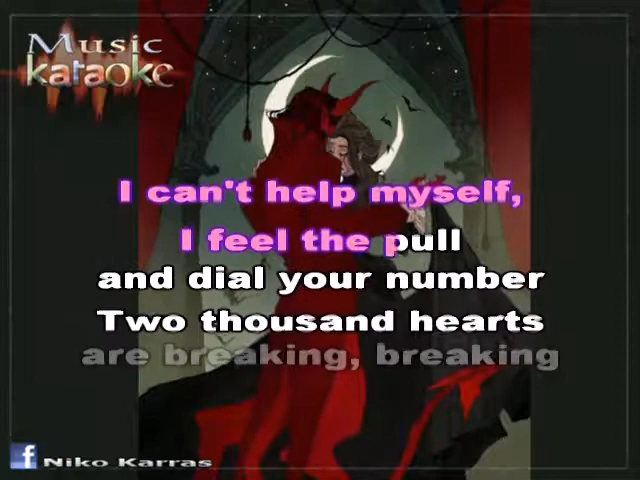 Music
karaoke
I can't help myself,
I feel the pull
and dial your number
Two thousand hearts
are breaking, breaking
f Niko Karras